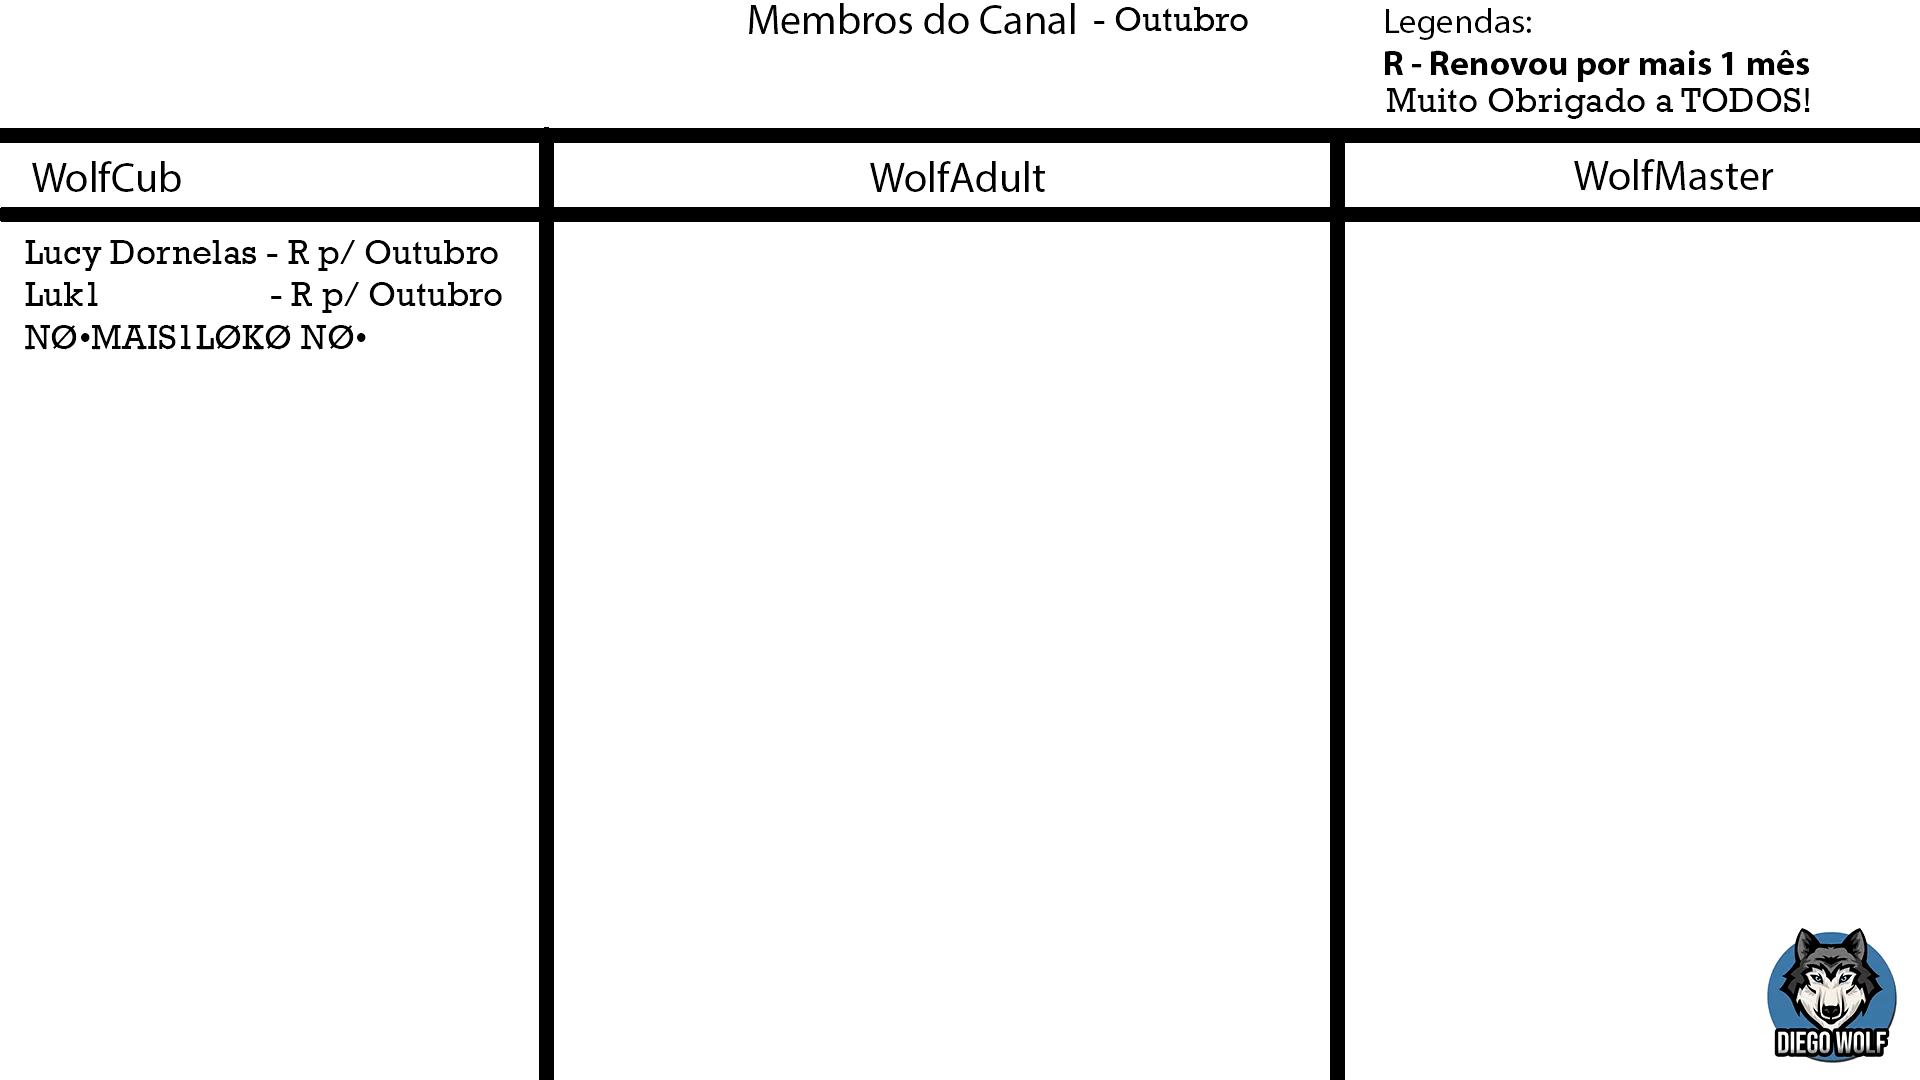 Membros do Canal - Outubro
Legendas:
R - Renovou por mais 1 mês
Muito Obrigado a TODOS!
WolfCub
WolfAdult
WolfMaster
Lucy Dornelas - R p/ Outubro
Luk1 - R p/ Outubro
NØ•MAIS1LØKØ NØ•
DIEGO WOLF